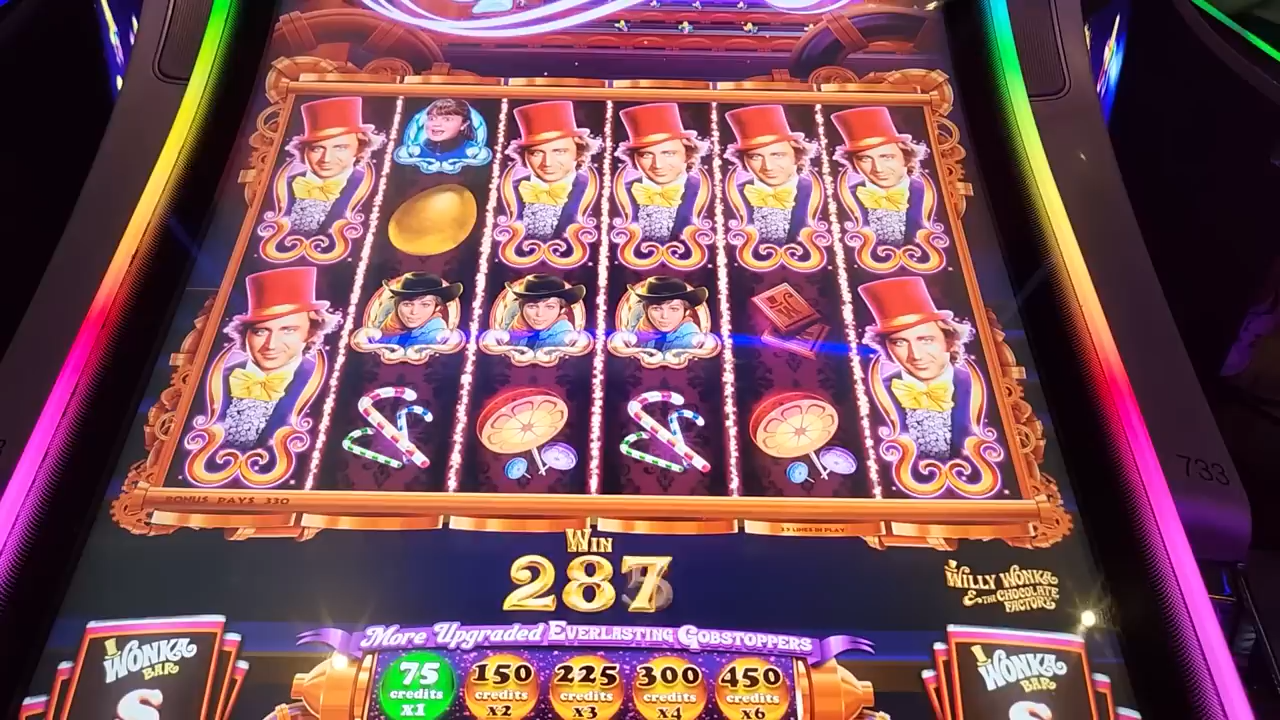 BONUS PAYS 330
WIN
287
WILLY WONKA
& THE CHOCOLATE
FACTORY
MORE UPGRADED EVERLASTING GOBSTOPPERS
75
credits
x1
150
credits
x2
225
credits
x3
300
credits
x4
450
credits
x6
WONKA
BAR
WONKA
BAR
733